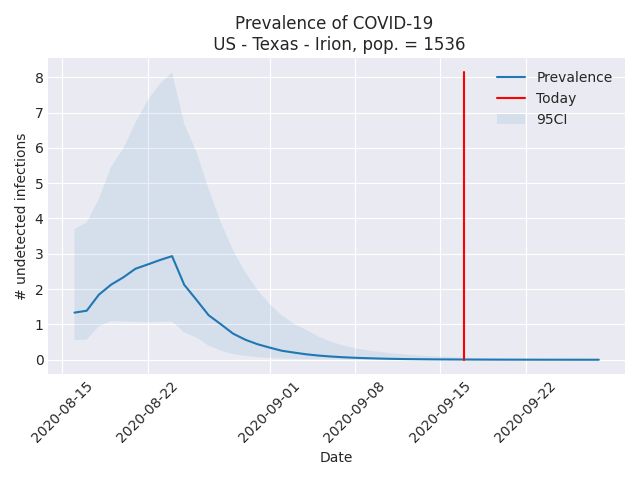 Prevalence of COVID-19
US - Texas - Irion, pop. = 1536
# undetected infections
8
7
6
5
4
3
2
1
0
Prevalence
Today
95CI
2020-08-15
2020-08-22
2020-09-01
2020-09-08
2020-09-15
2020-09-22
Date